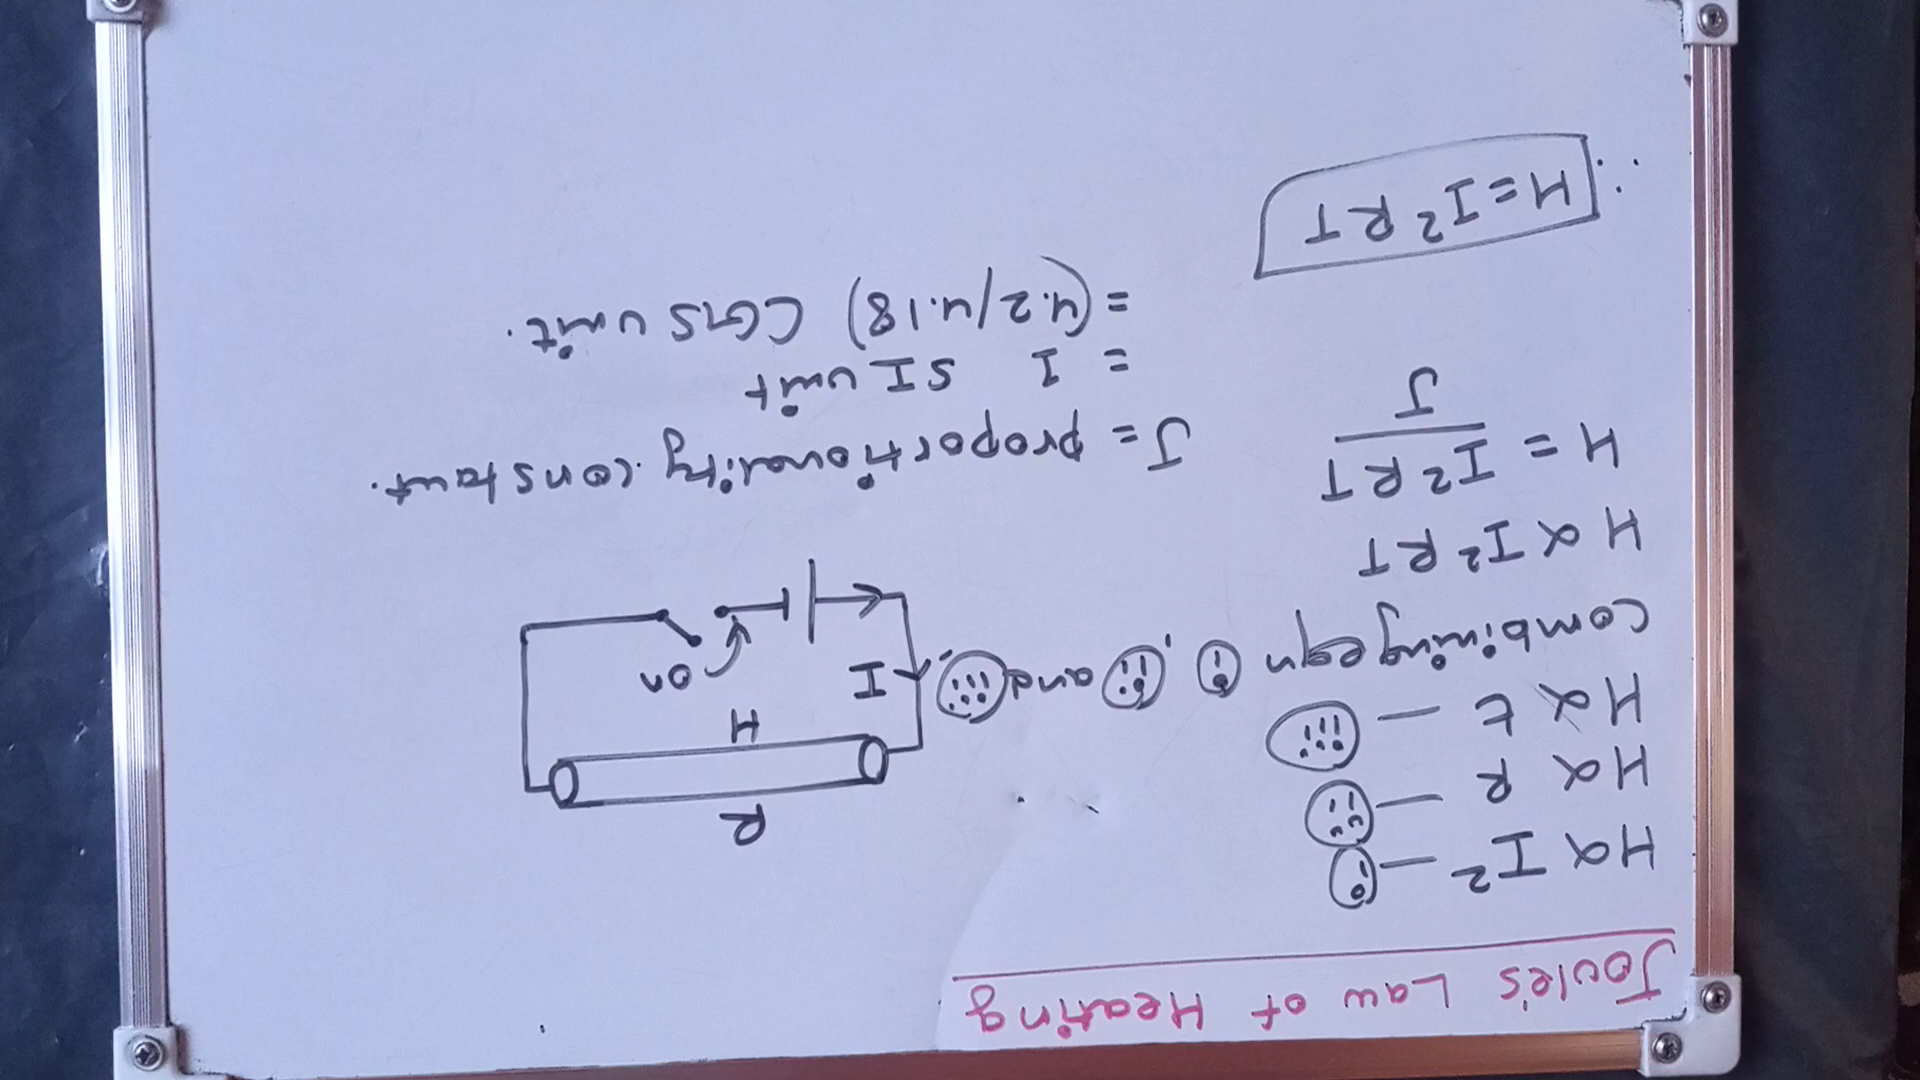 Joule's Law of Heating
H α I² — (i)
H α R — (ii)
H α t — (iii)
combining eqn (i), (ii) and (iii)
H α I²RT
H = I²RT / J
J = proportionality constant.
= I SI unit
= (4.2/4.18) CGS unit.
∴ H = I²RT
R
H
I
on